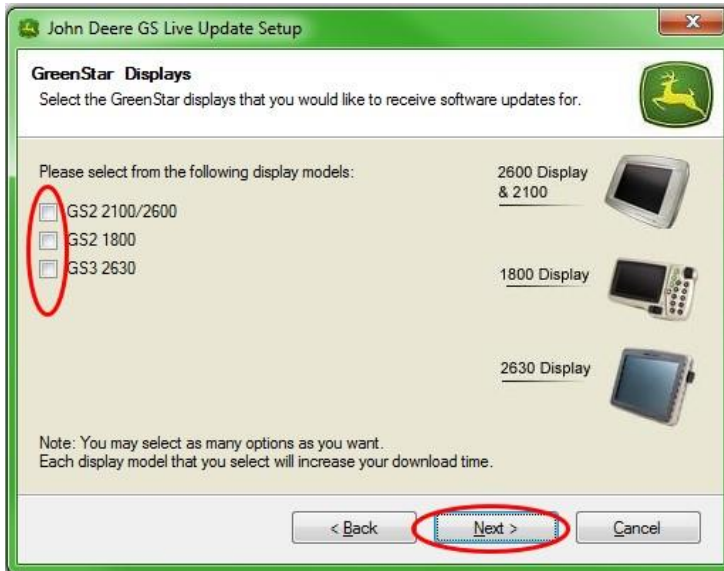 John Deere GS Live Update Setup
GreenStar Displays
Select the GreenStar displays that you would like to receive software updates for.
Please select from the following display models:
GS2 2100/2600
GS2 1800
GS3 2630
2600 Display
& 2100
1800 Display
2630 Display
Note: You may select as many options as you want.
Each display model that you select will increase your download time.
< Back
Next >
Cancel